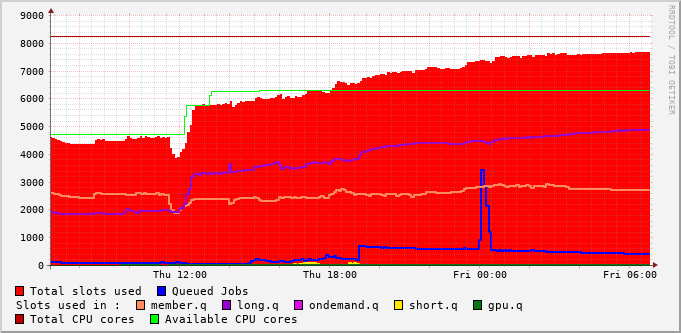 9000
8000
7000
6000
5000
4000
3000
2000
1000
0
Thu 12:00 Thu 18:00 Fri 00:00 Fri 06:00
RRDTOOL / TOBI OETIKER
Total slots used Queued Jobs
Slots used in : member.q long.q ondemand.q short.q gpu.q
Total CPU cores Available CPU cores